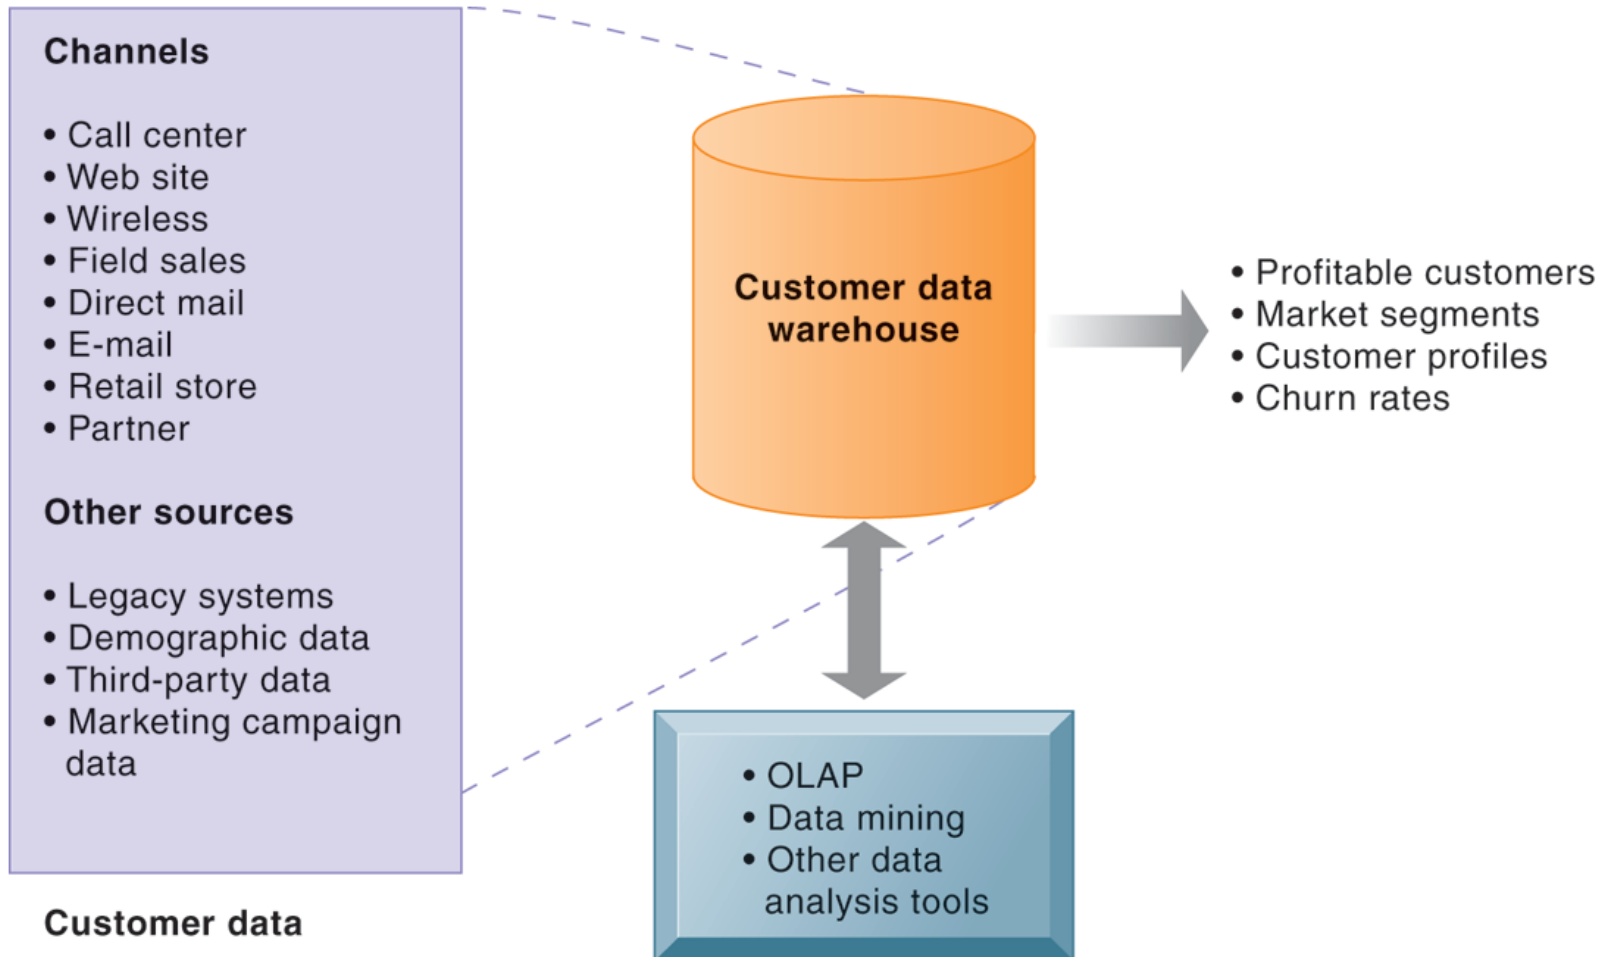 Channels
• Call center
• Web site
• Wireless
• Field sales
• Direct mail
• E-mail
• Retail store
• Partner
Other sources
• Legacy systems
• Demographic data
• Third-party data
• Marketing campaign
data
Customer data
Customer data
warehouse
• Profitable customers
• Market segments
• Customer profiles
• Churn rates
• OLAP
• Data mining
• Other data
analysis tools